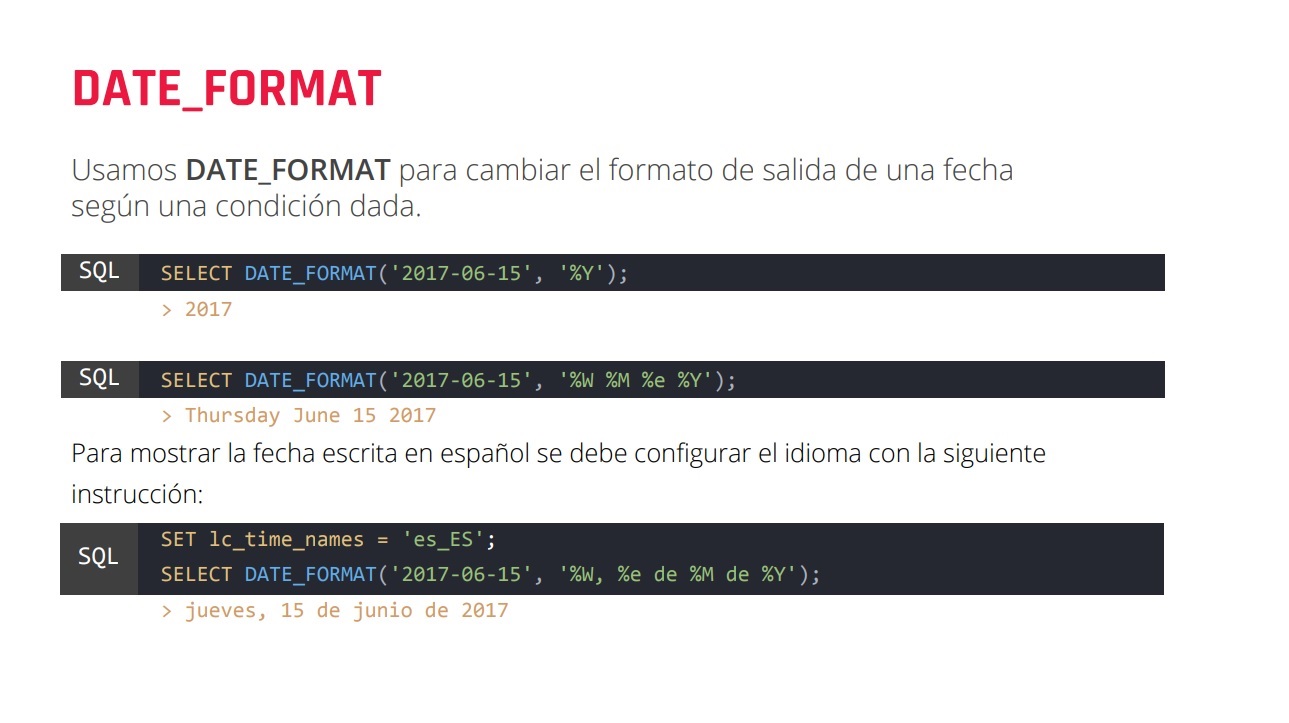 DATE_FORMAT
Usamos DATE_FORMAT para cambiar el formato de salida de una fecha
según una condición dada.
SQL SELECT DATE_FORMAT('2017-06-15', '%Y');
> 2017
SQL SELECT DATE_FORMAT('2017-06-15', '%W %M %e %Y');
> Thursday June 15 2017
Para mostrar la fecha escrita en español se debe configurar el idioma con la siguiente
instrucción:
SQL
SET lc_time_names = 'es_ES';
SELECT DATE_FORMAT('2017-06-15', '%W, %e de %M de %Y');
> jueves, 15 de junio de 2017